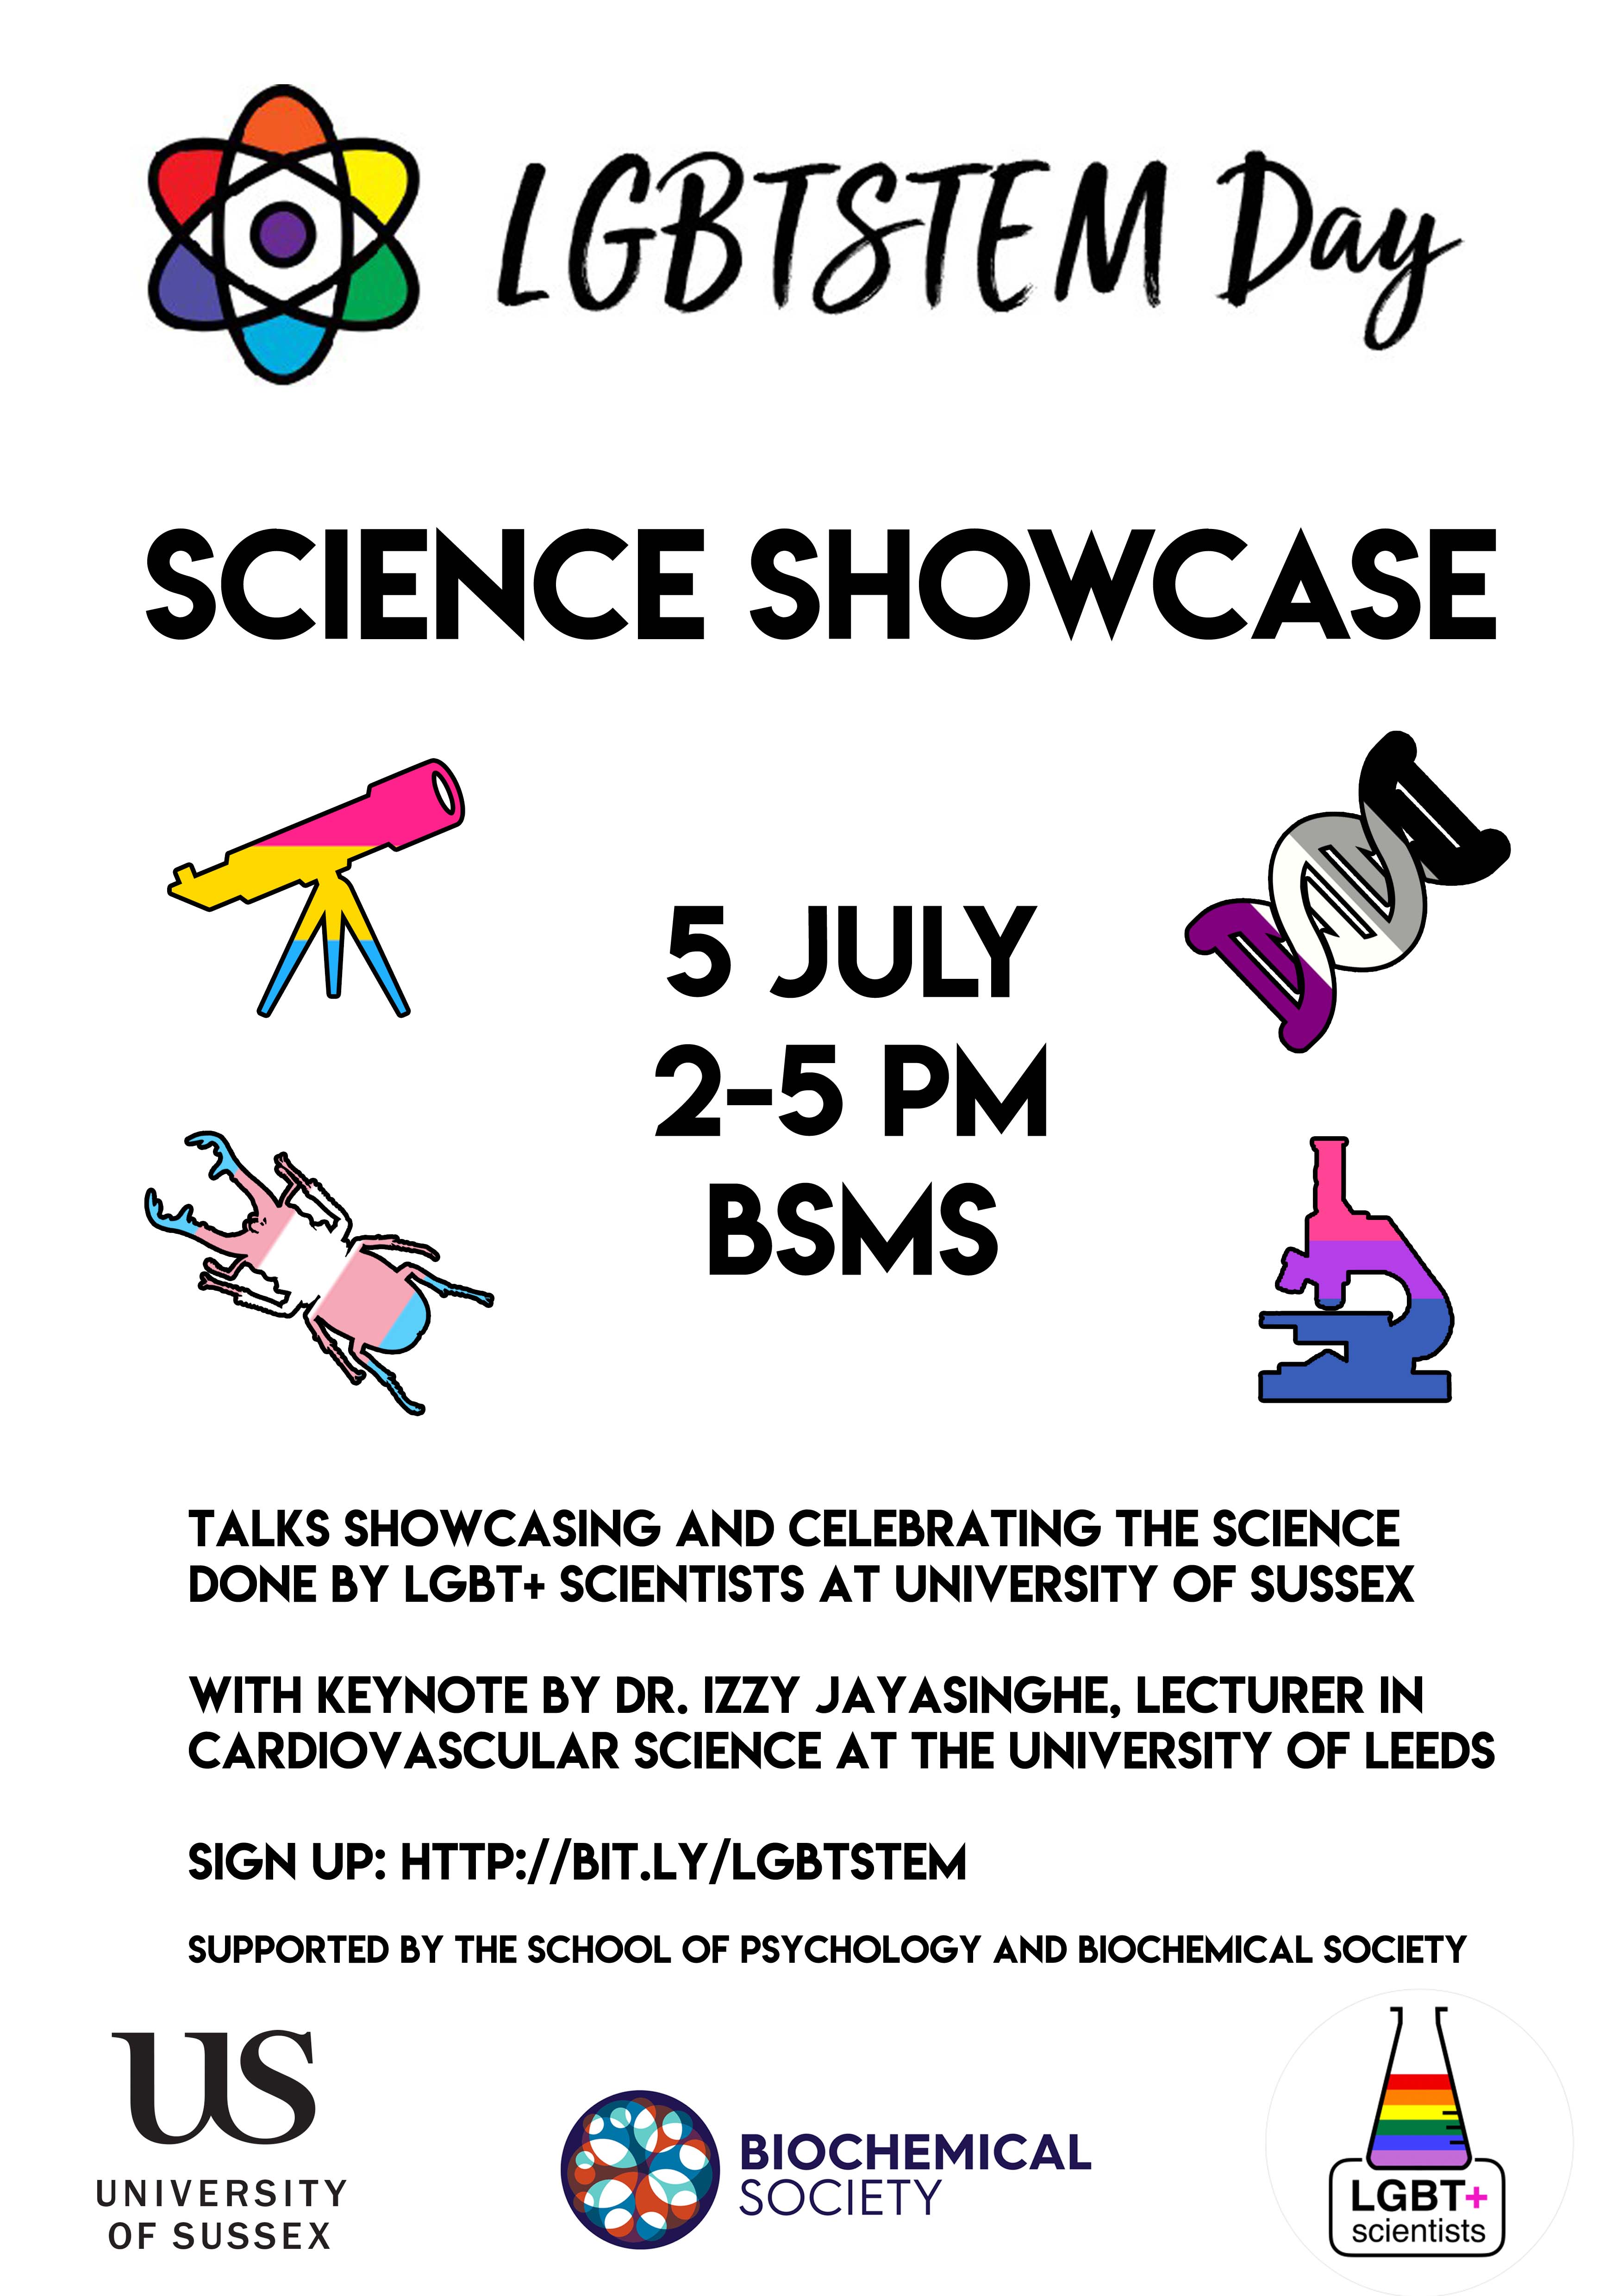 LGBTSTEM Day
SCIENCE SHOWCASE
5 JULY
2-5 PM
BSMS
TALKS SHOWCASING AND CELEBRATING THE SCIENCE
DONE BY LGBT+ SCIENTISTS AT UNIVERSITY OF SUSSEX
WITH KEYNOTE BY DR. IZZY JAYASINGHE, LECTURER IN
CARDIOVASCULAR SCIENCE AT THE UNIVERSITY OF LEEDS
SIGN UP: HTTP://BIT.LY/LGBTSTEM
SUPPORTED BY THE SCHOOL OF PSYCHOLOGY AND BIOCHEMICAL SOCIETY
US
UNIVERSITY
OF SUSSEX
BIOCHEMICAL
SOCIETY
LGBT+
scientists